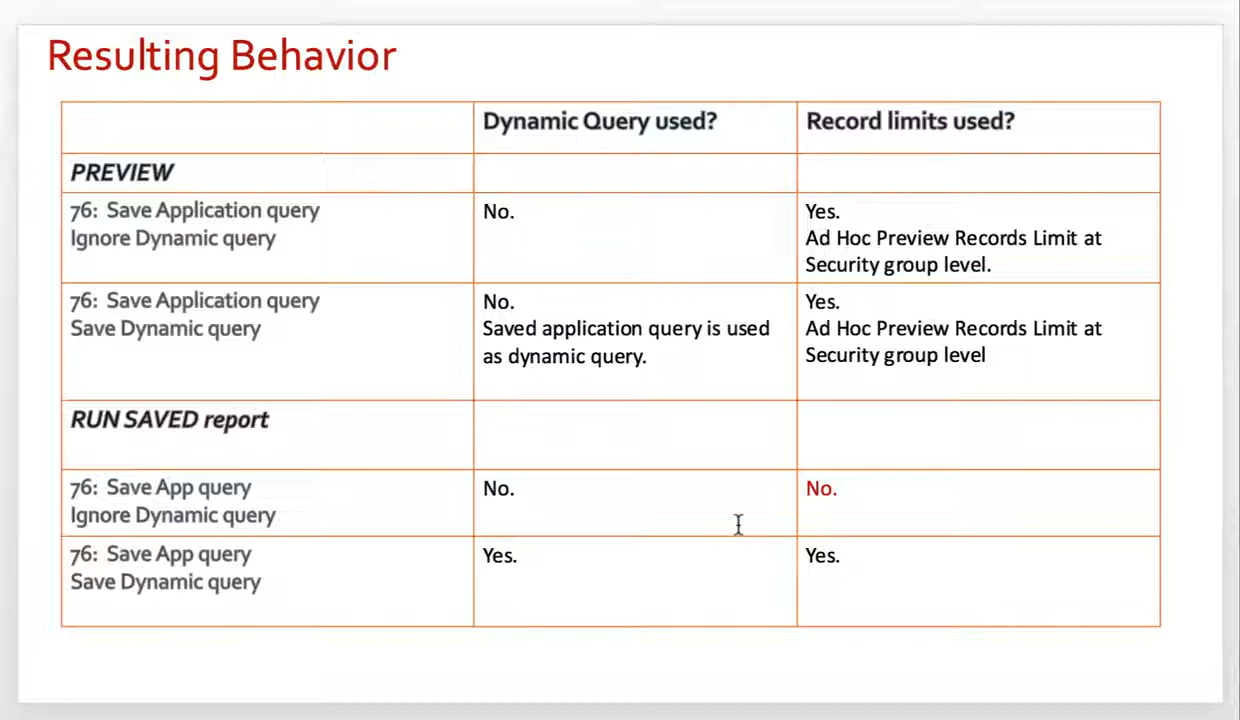 Resulting Behavior
Dynamic Query used?
Record limits used?
PREVIEW
76: Save Application query
Ignore Dynamic query
No.
Yes.
Ad Hoc Preview Records Limit at
Security group level.
76: Save Application query
Save Dynamic query
No.
Saved application query is used
as dynamic query.
Yes.
Ad Hoc Preview Records Limit at
Security group level
RUN SAVED report
76: Save App query
Ignore Dynamic query
No.
No.
76: Save App query
Save Dynamic query
Yes.
Yes.